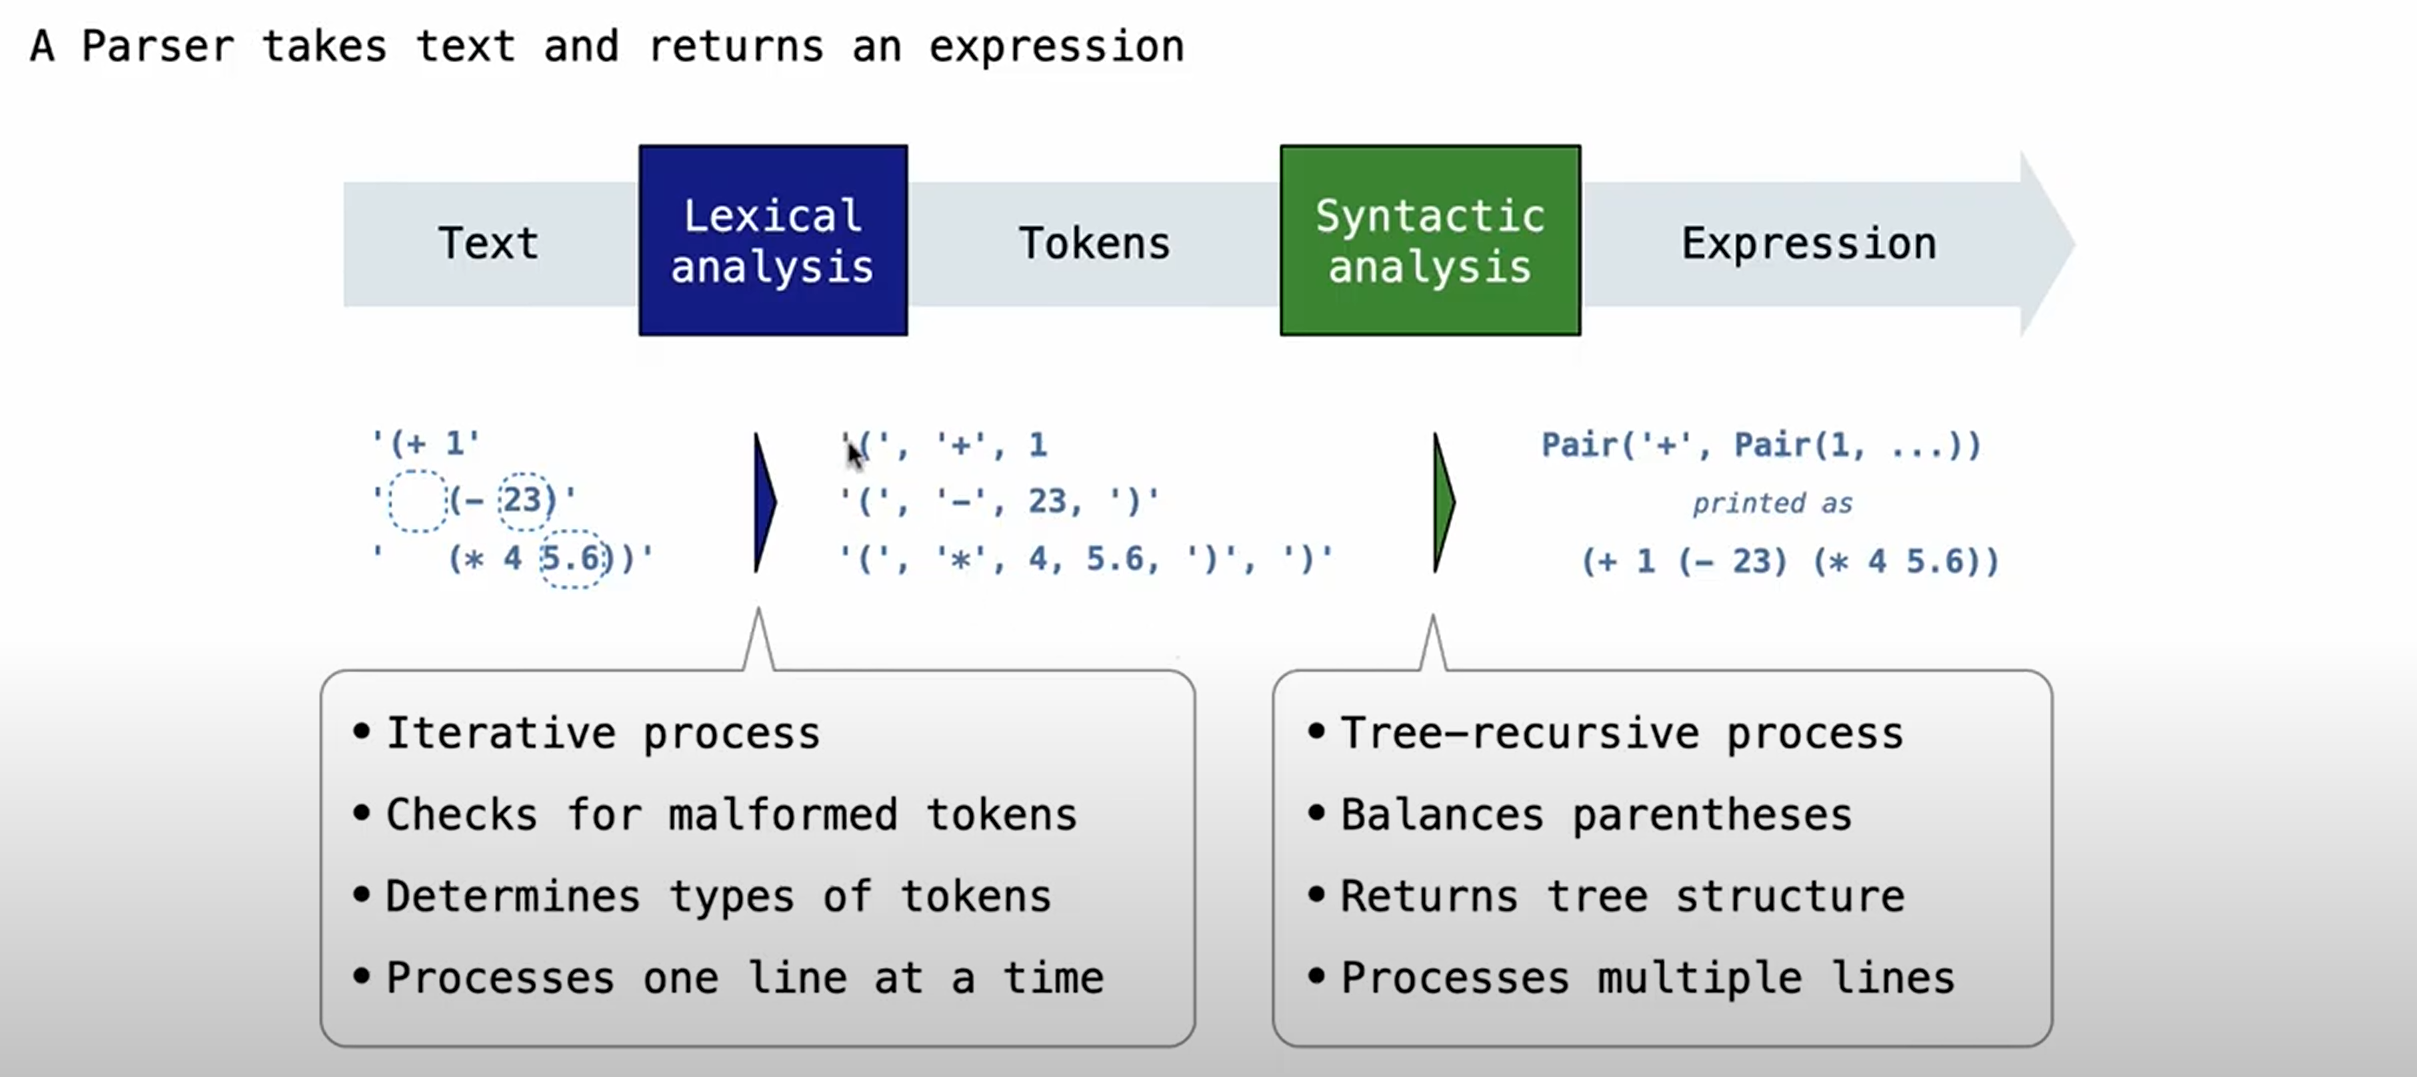 A Parser takes text and returns an expression
Text
Lexical
analysis
Tokens
Syntactic
analysis
Expression
'(+ 1'
'   (- 23)'
'   (* 4 5.6))'
'(', '+', 1
'(', '-', 23, ')'
'(', '*', 4, 5.6, ')', ')'
Pair('+', Pair(1, ...))
printed as
(+ 1 (- 23) (* 4 5.6))
• Iterative process
• Checks for malformed tokens
• Determines types of tokens
• Processes one line at a time
• Tree-recursive process
• Balances parentheses
• Returns tree structure
• Processes multiple lines